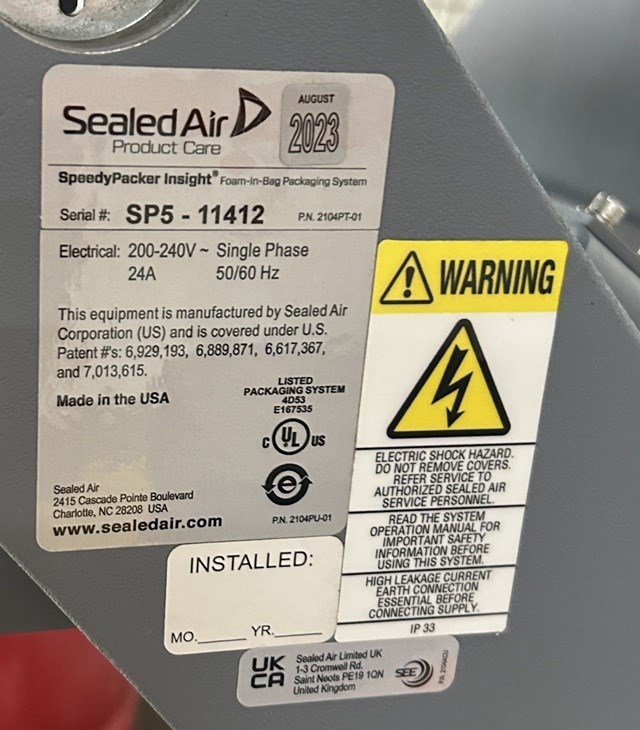 Sealed Air
Product Care
AUGUST
2023
SpeedyPacker Insight® Foam-In-Bag Packaging System
Serial #: SP5 - 11412 P.N. 2104PT-01
Electrical: 200-240V ~ Single Phase
24A 50/60 Hz
This equipment is manufactured by Sealed Air
Corporation (US) and is covered under U.S.
Patent #'s: 6,929,193, 6,889,871, 6,617,367,
and 7,013,615.
Made in the USA
LISTED
PACKAGING SYSTEM
4D53
E167535
C UL US
e
Sealed Air
2415 Cascade Pointe Boulevard
Charlotte, NC 28208 USA
www.sealedair.com
P.N. 2104PU-01
WARNING
ELECTRIC SHOCK HAZARD.
DO NOT REMOVE COVERS.
REFER SERVICE TO
AUTHORIZED SEALED AIR
SERVICE PERSONNEL.
READ THE SYSTEM
OPERATION MANUAL FOR
IMPORTANT SAFETY
INFORMATION BEFORE
USING THIS SYSTEM.
HIGH LEAKAGE CURRENT
EARTH CONNECTION
ESSENTIAL BEFORE
CONNECTING SUPPLY.
IP 33
INSTALLED:
MO.______ YR.______
UK
CA
Sealed Air Limited UK
1-3 Cromwell Rd.
Saint Neots PE19 1QN
United Kingdom
SEE